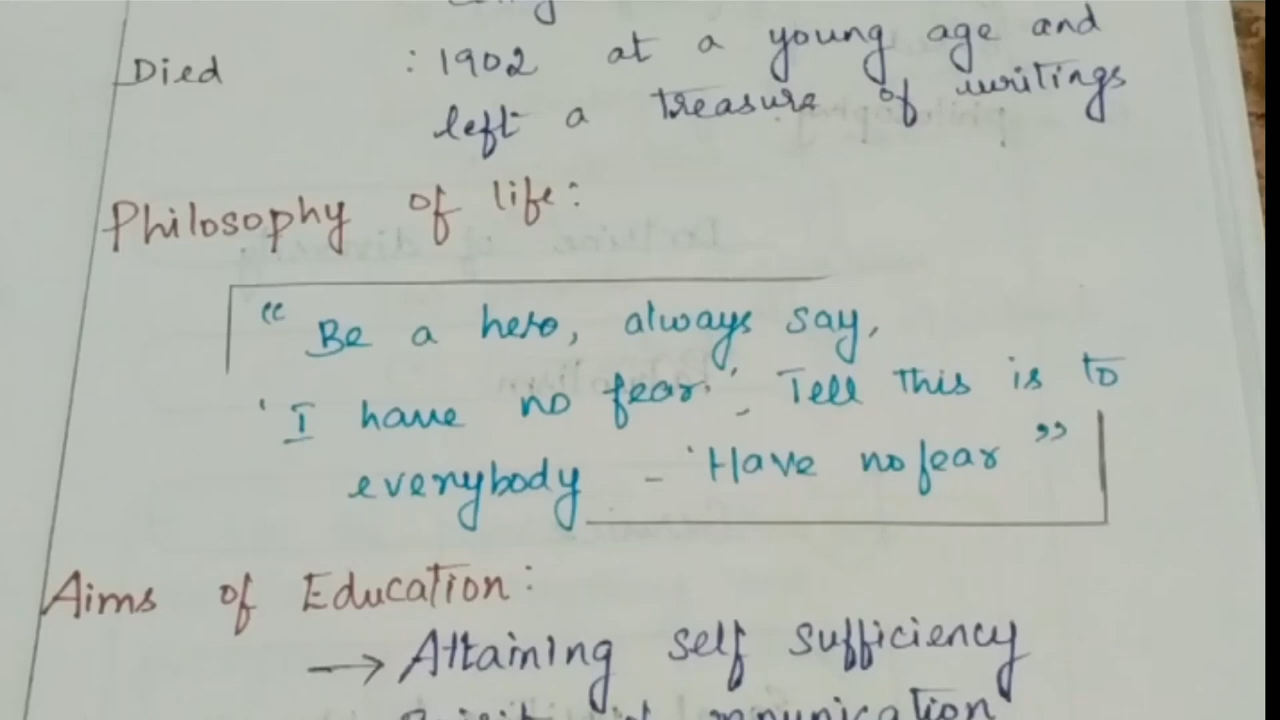 Died : 1902 at a young age and
left a treasure of writings
Philosophy of life:
“ Be a hero, always say,
'I have no fear.' Tell this is to
everybody - 'Have no fear ”
Aims of Education:
→ Attaining self sufficiency